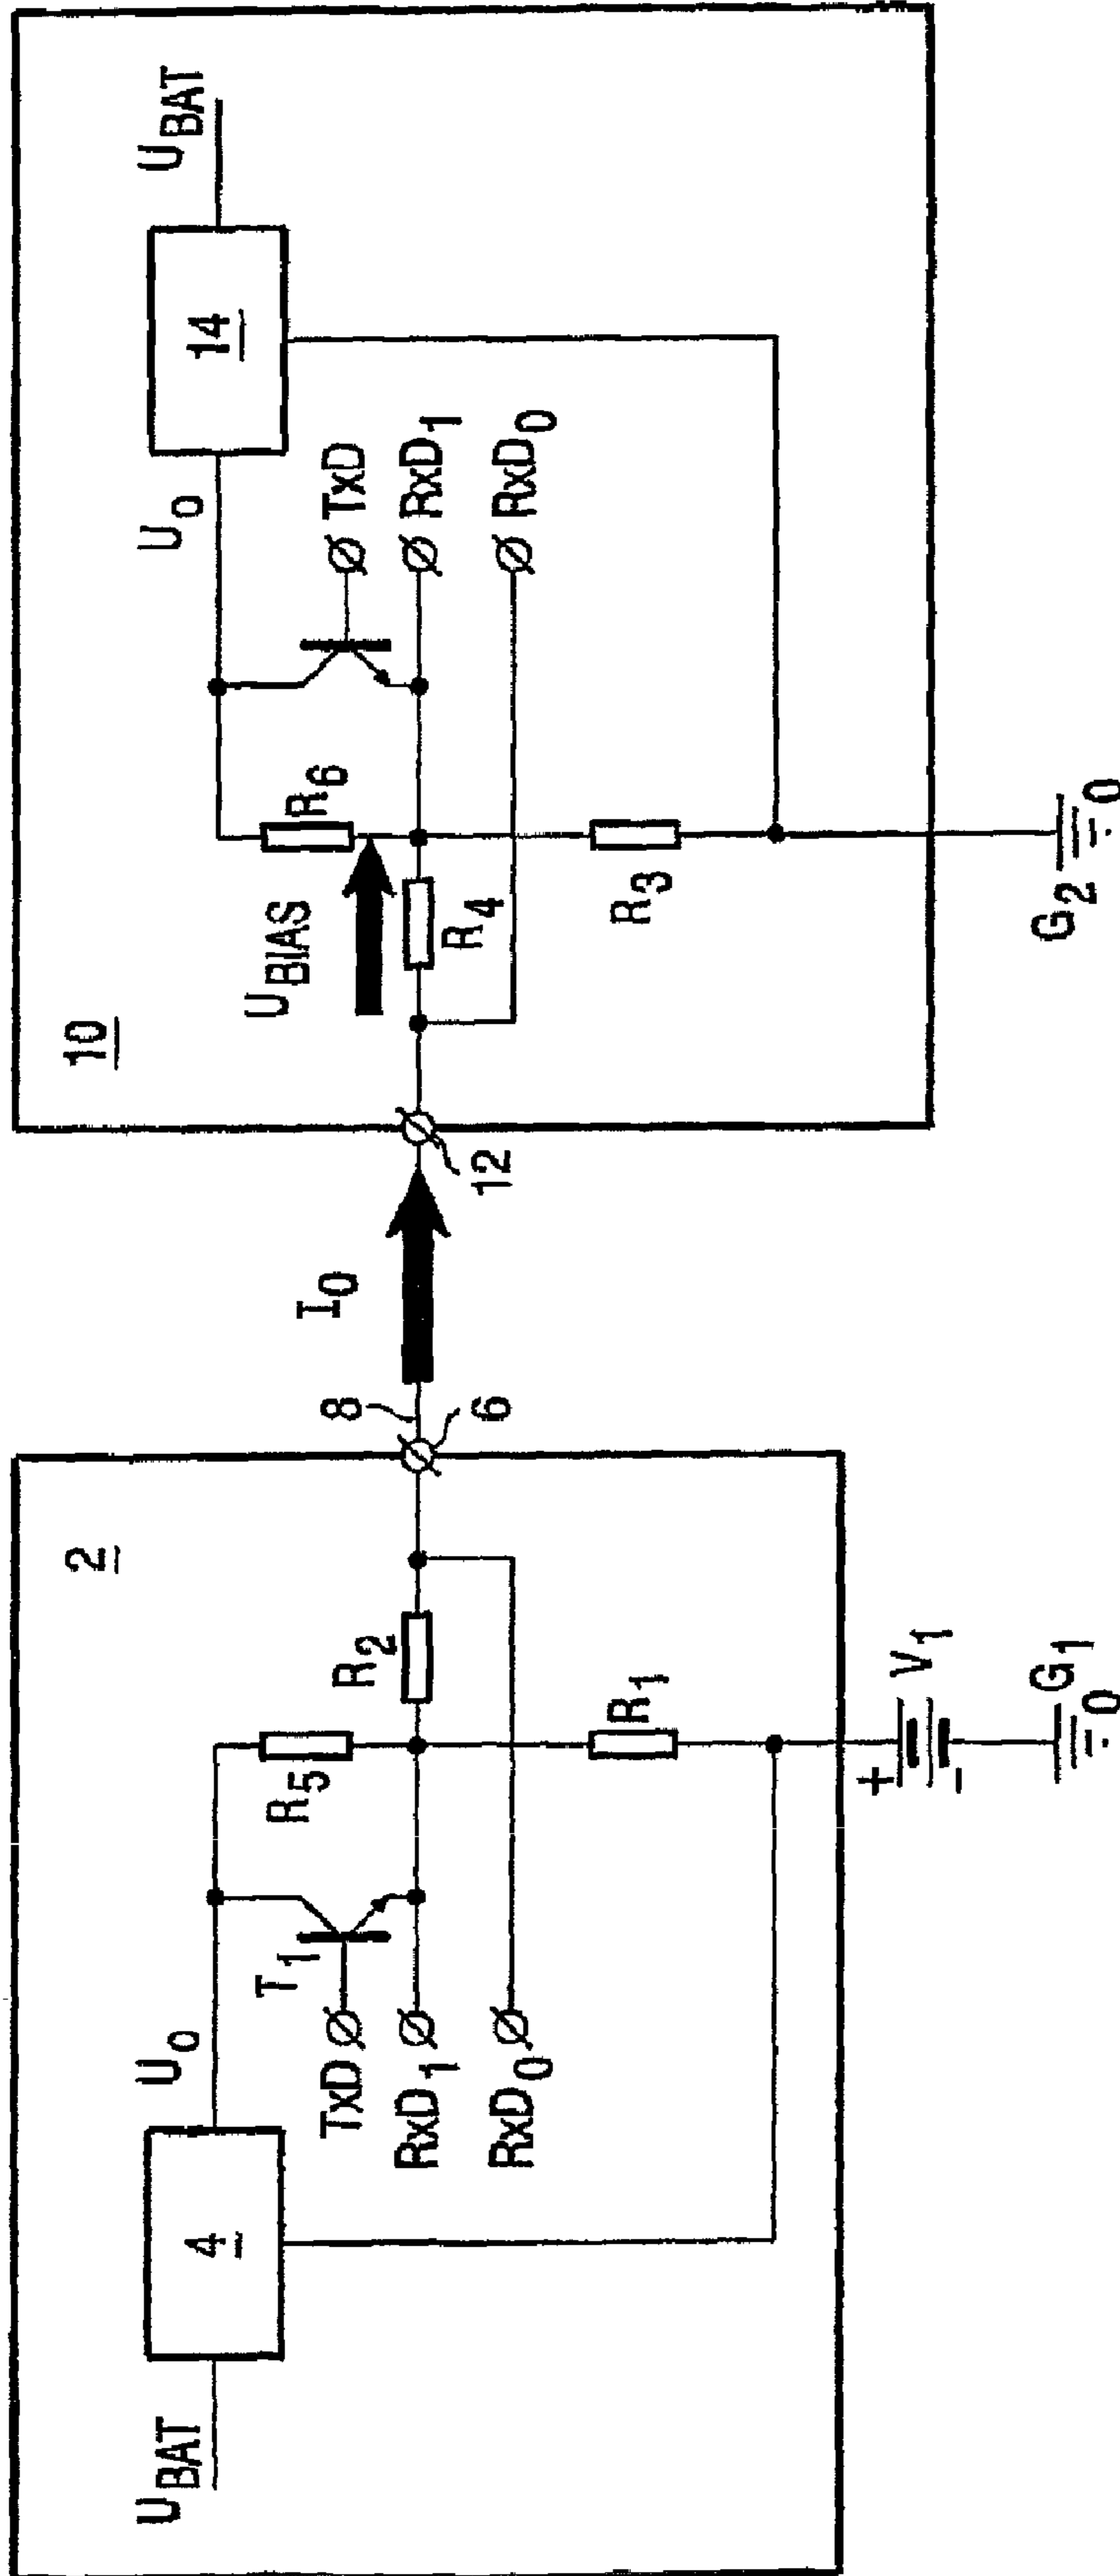 2
10
U_BAT
4
U_0
T_1
TxD
RxD_1
RxD_0
R_5
R_2
R_1
V_1
+
-
G_1
0
6
8
I_0
12
U_BIAS
R_4
R_6
R_3
G_2
0
U_0
14
U_BAT
TxD
RxD_1
RxD_0